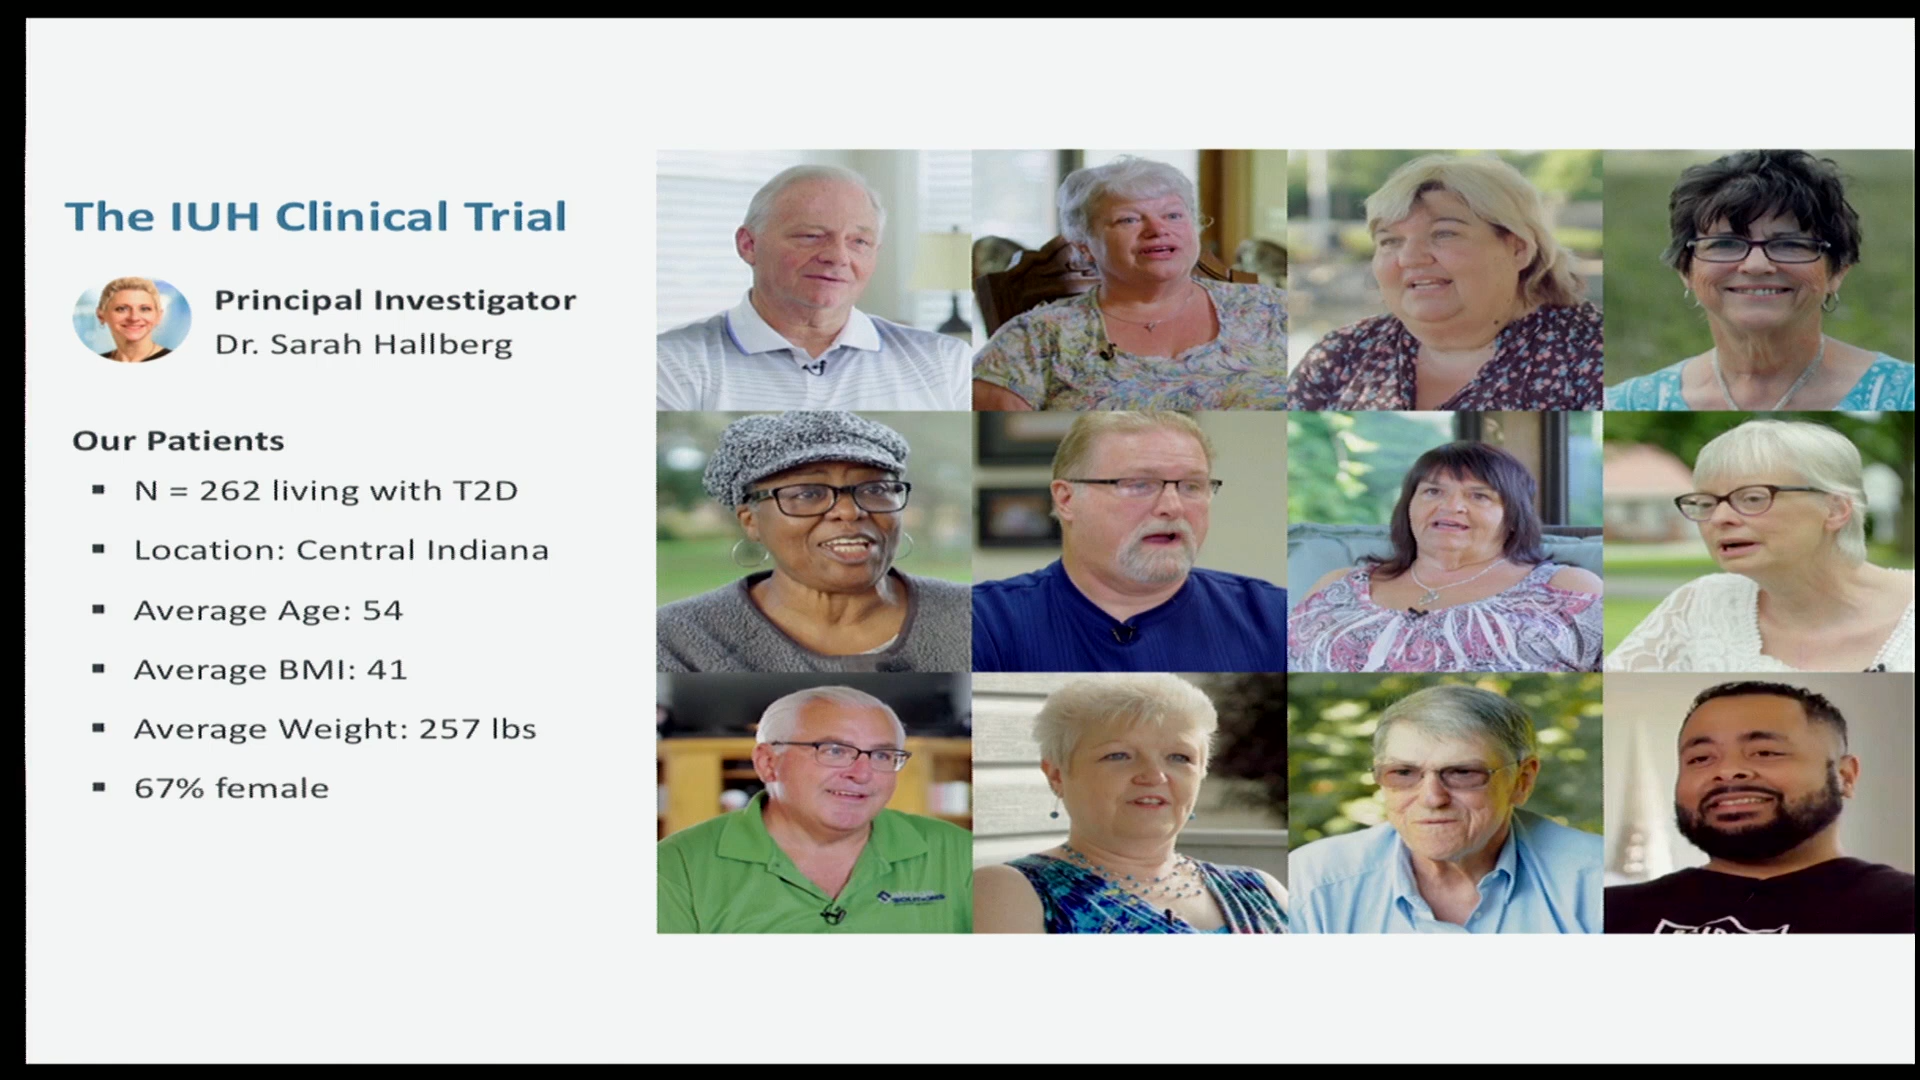 The IUH Clinical Trial
Principal Investigator
Dr. Sarah Hallberg
Our Patients
▪ N = 262 living with T2D
▪ Location: Central Indiana
▪ Average Age: 54
▪ Average BMI: 41
▪ Average Weight: 257 lbs
▪ 67% female